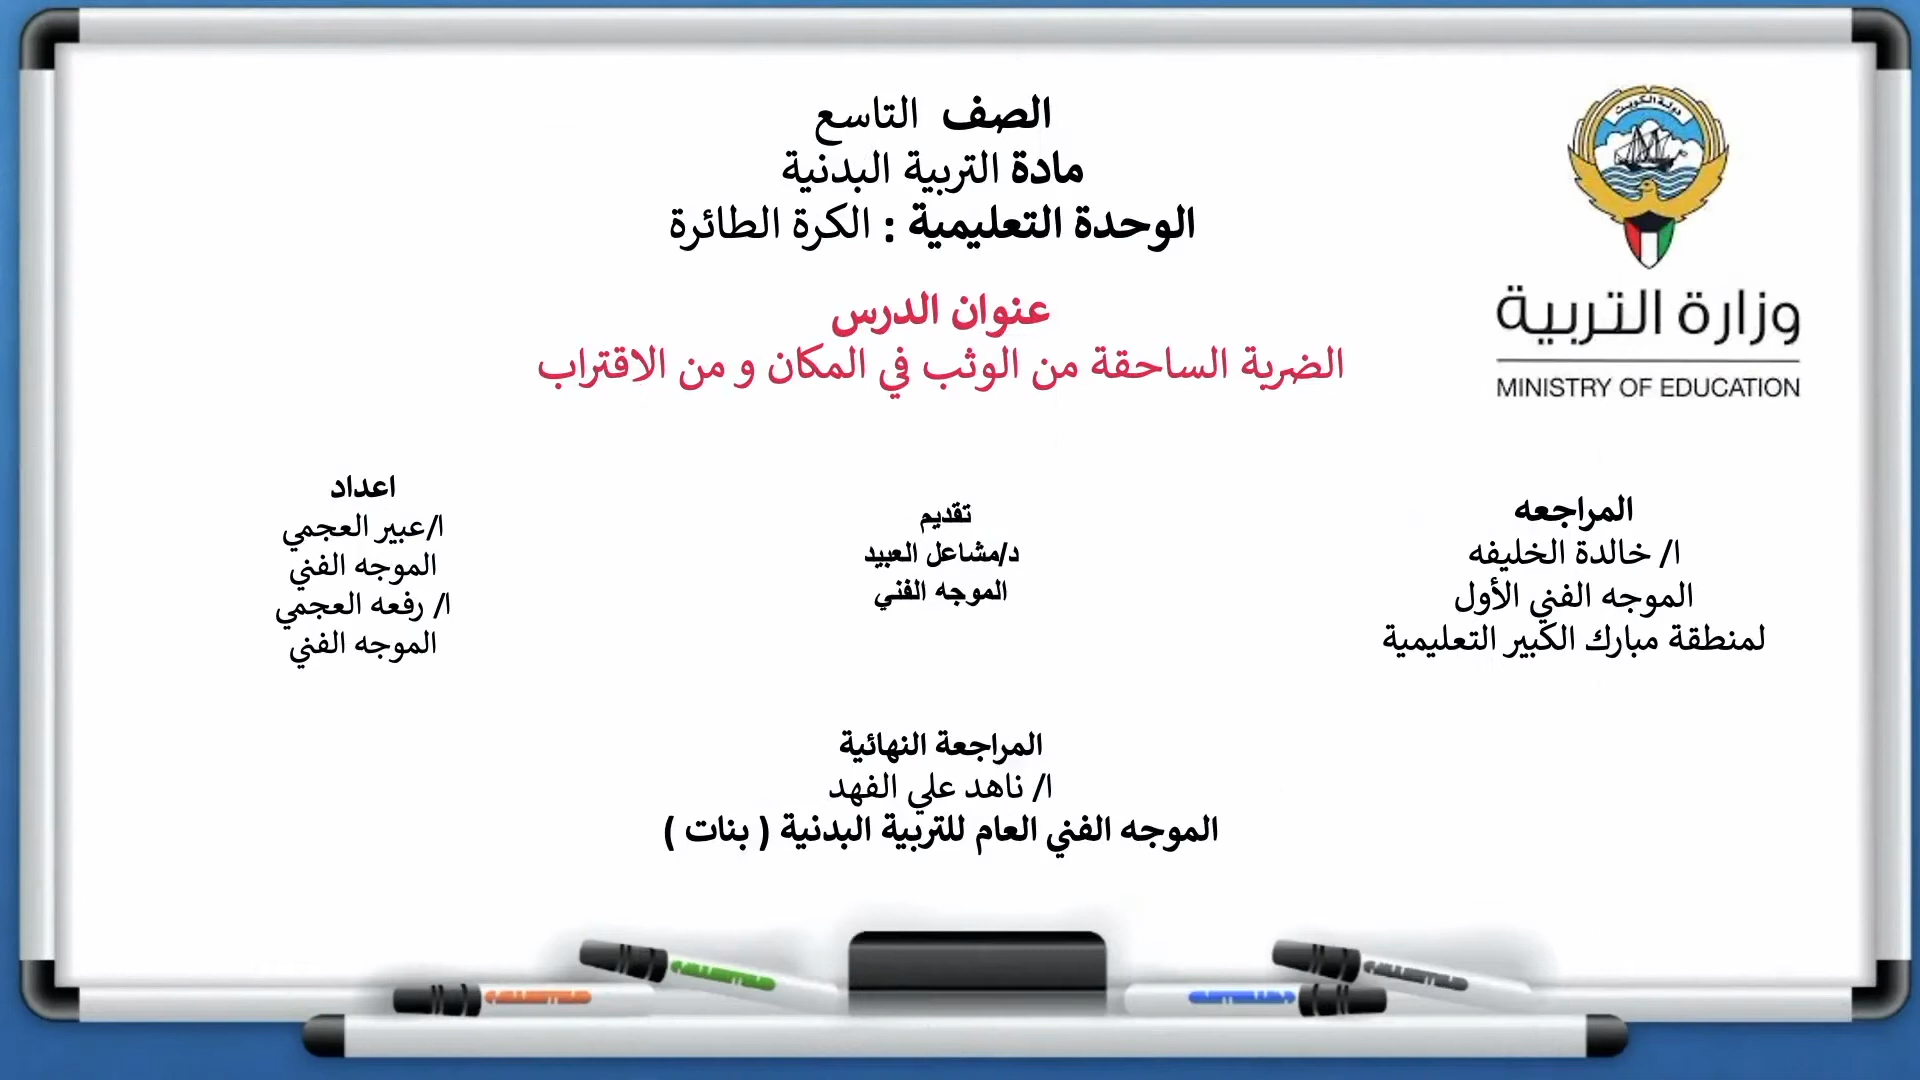 الصف التاسع
مادة التربية البدنية
الوحدة التعليمية : الكرة الطائرة
عنوان الدرس
الضربة الساحقة من الوثب في المكان و من الاقتراب
دولة الكويت
وزارة التربية
MINISTRY OF EDUCATION
المراجعه
ا/ خالدة الخليفه
الموجه الفني الأول
لمنطقة مبارك الكبير التعليمية
تقديم
د/مشاعل العبيد
الموجه الفني
اعداد
ا/عبير العجمي
الموجه الفني
ا/ رفعه العجمي
الموجه الفني
المراجعة النهائية
ا/ ناهد علي الفهد
الموجه الفني العام للتربية البدنية ( بنات )